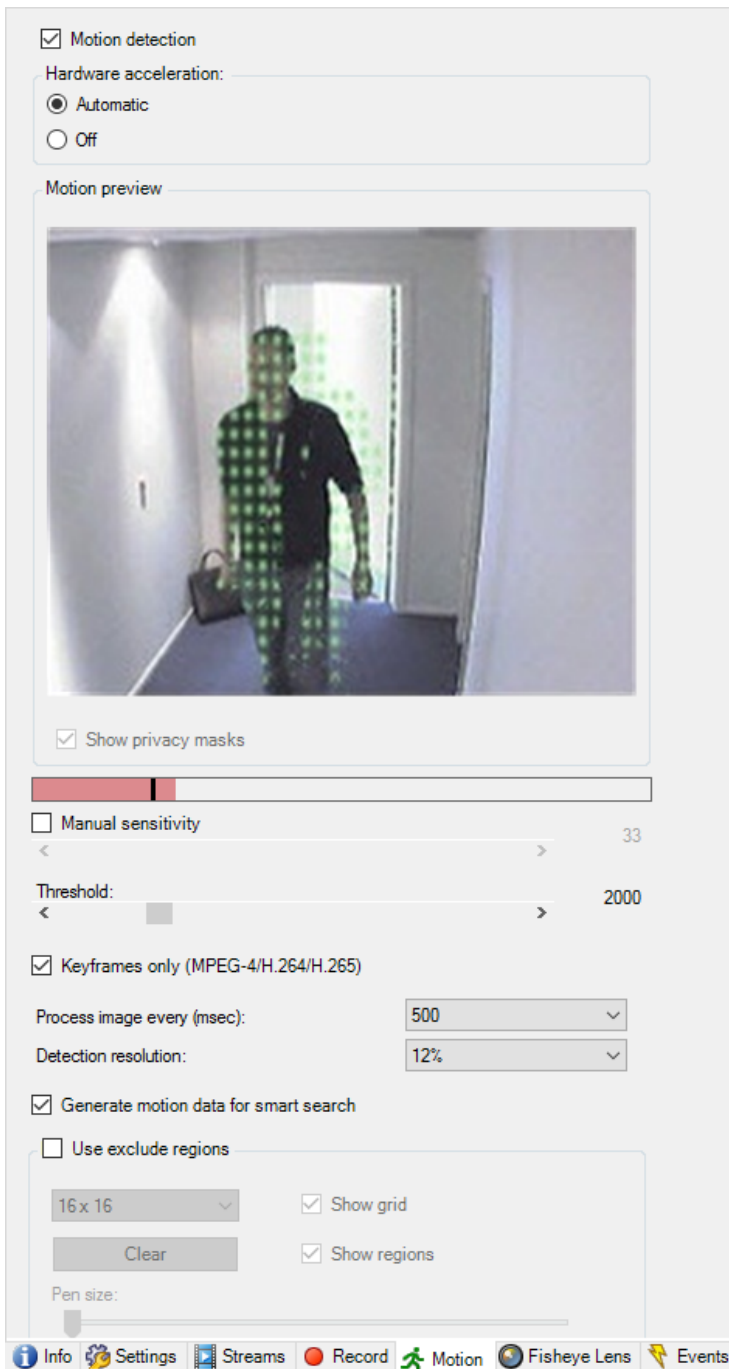 Motion detection
Hardware acceleration:
Automatic
Off
Motion preview
Show privacy masks
Manual sensitivity
33
Threshold:
2000
Keyframes only (MPEG-4/H.264/H.265)
Process image every (msec):
500
Detection resolution:
12%
Generate motion data for smart search
Use exclude regions
16 x 16
Show grid
Clear
Show regions
Pen size:
Info Settings Streams Record Motion Fisheye Lens Events